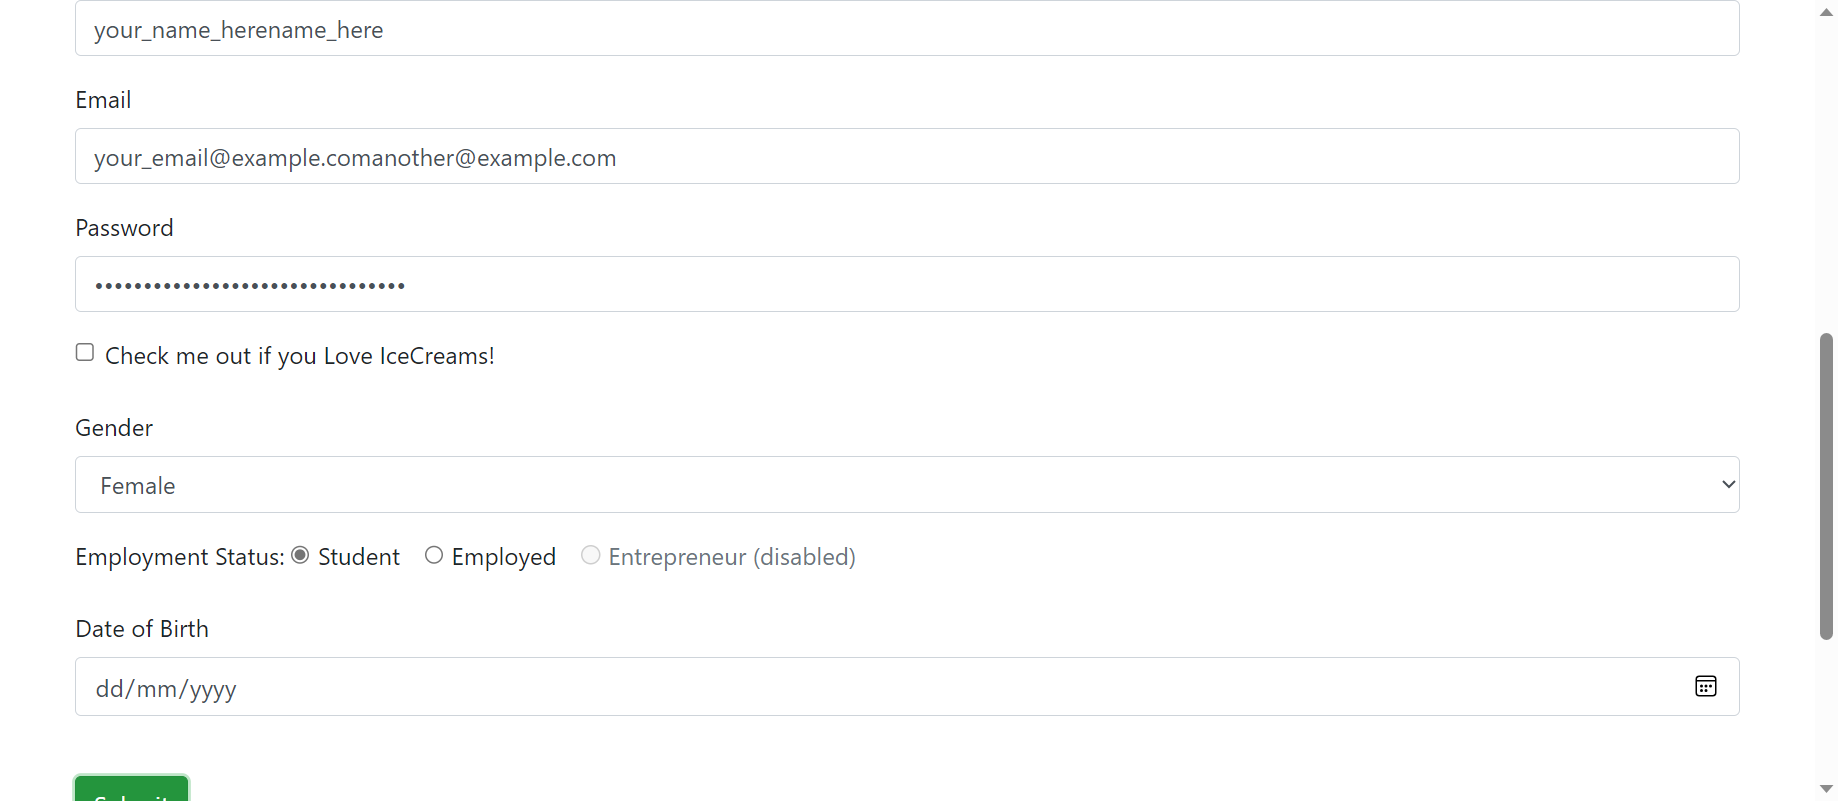 your_name_herename_here
Email
your_email@example.comanother@example.com
Password
••••••••••••••••••••••••••••••••
Check me out if you Love IceCreams!
Gender
Female
Employment Status: Student Employed Entrepreneur (disabled)
Date of Birth
dd/mm/yyyy
Submit